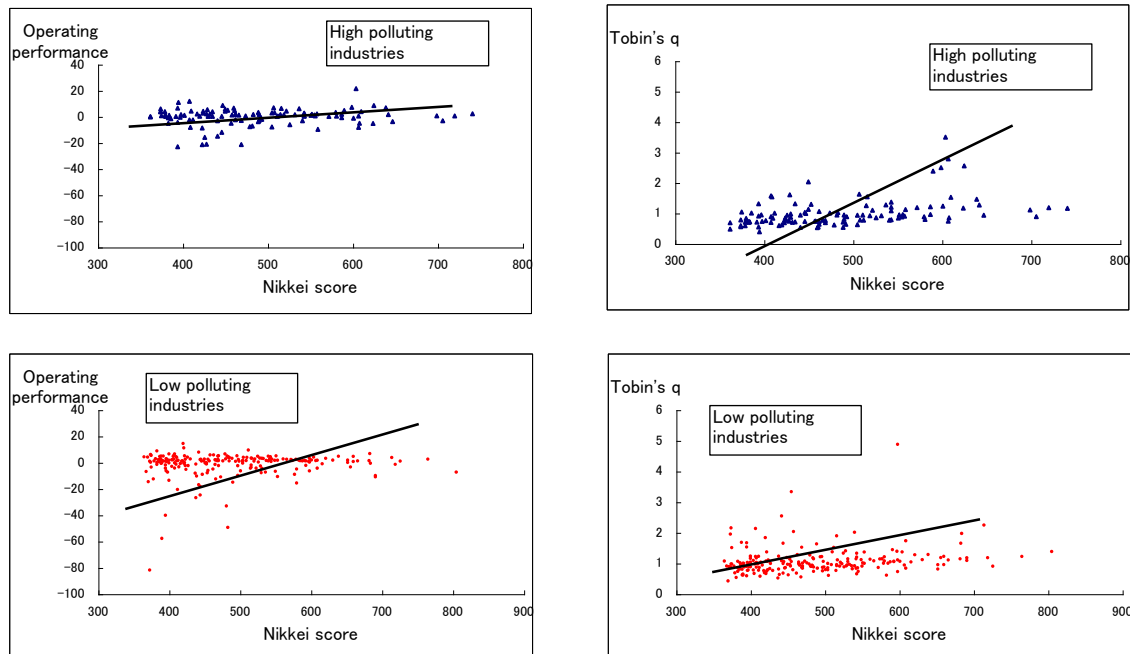 Operating
performance
High polluting
industries
40
20
0
-20
-40
-60
-80
-100
300 400 500 600 700 800
Nikkei score
Tobin's q
High polluting
industries
6
5
4
3
2
1
0
300 400 500 600 700 800
Nikkei score
Operating
performance
Low polluting
industries
40
20
0
-20
-40
-60
-80
-100
300 400 500 600 700 800 900
Nikkei score
Tobin's q
Low polluting
industries
6
5
4
3
2
1
0
300 400 500 600 700 800 900
Nikkei score